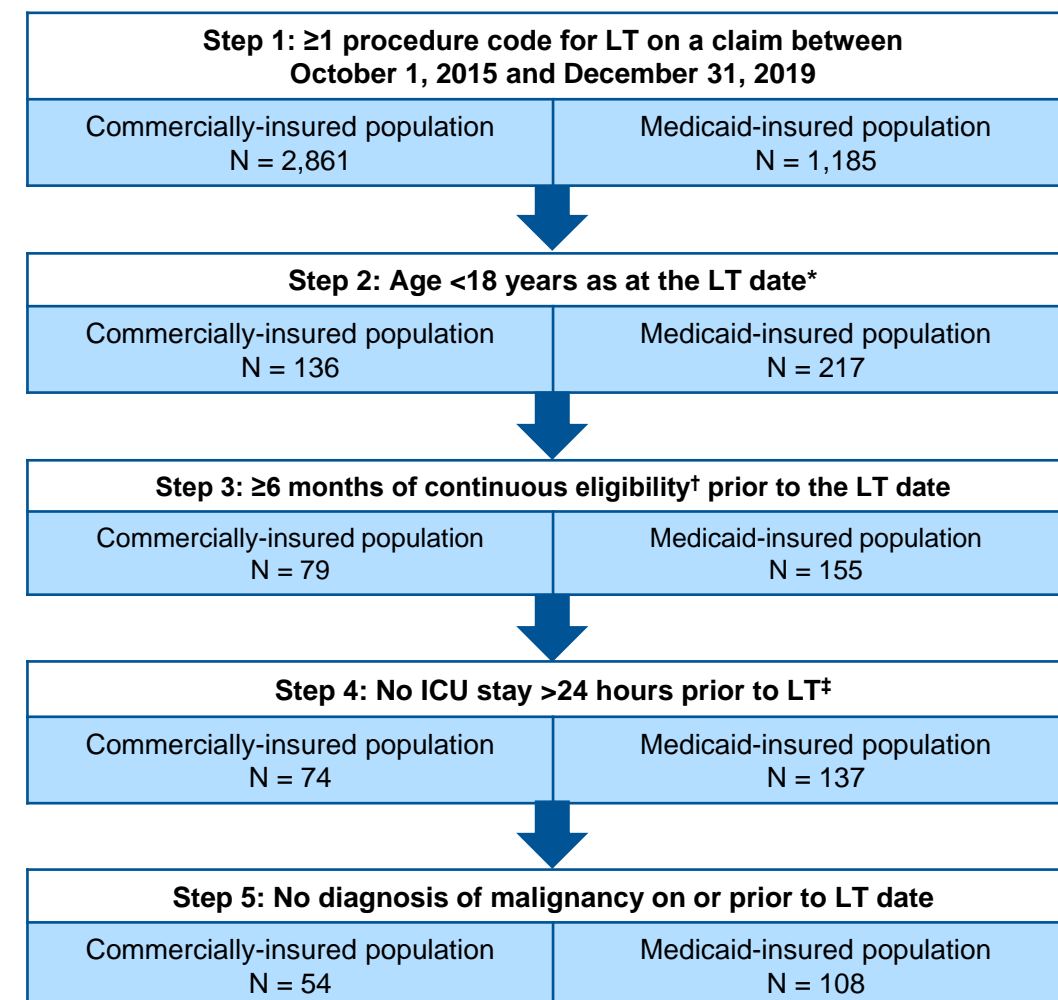 Step 1: ≥1 procedure code for LT on a claim between
October 1, 2015 and December 31, 2019
Commercially-insured population
N = 2,861
Medicaid-insured population
N = 1,185
Step 2: Age <18 years as at the LT date*
Commercially-insured population
N = 136
Medicaid-insured population
N = 217
Step 3: ≥6 months of continuous eligibility† prior to the LT date
Commercially-insured population
N = 79
Medicaid-insured population
N = 155
Step 4: No ICU stay >24 hours prior to LT‡
Commercially-insured population
N = 74
Medicaid-insured population
N = 137
Step 5: No diagnosis of malignancy on or prior to LT date
Commercially-insured population
N = 54
Medicaid-insured population
N = 108